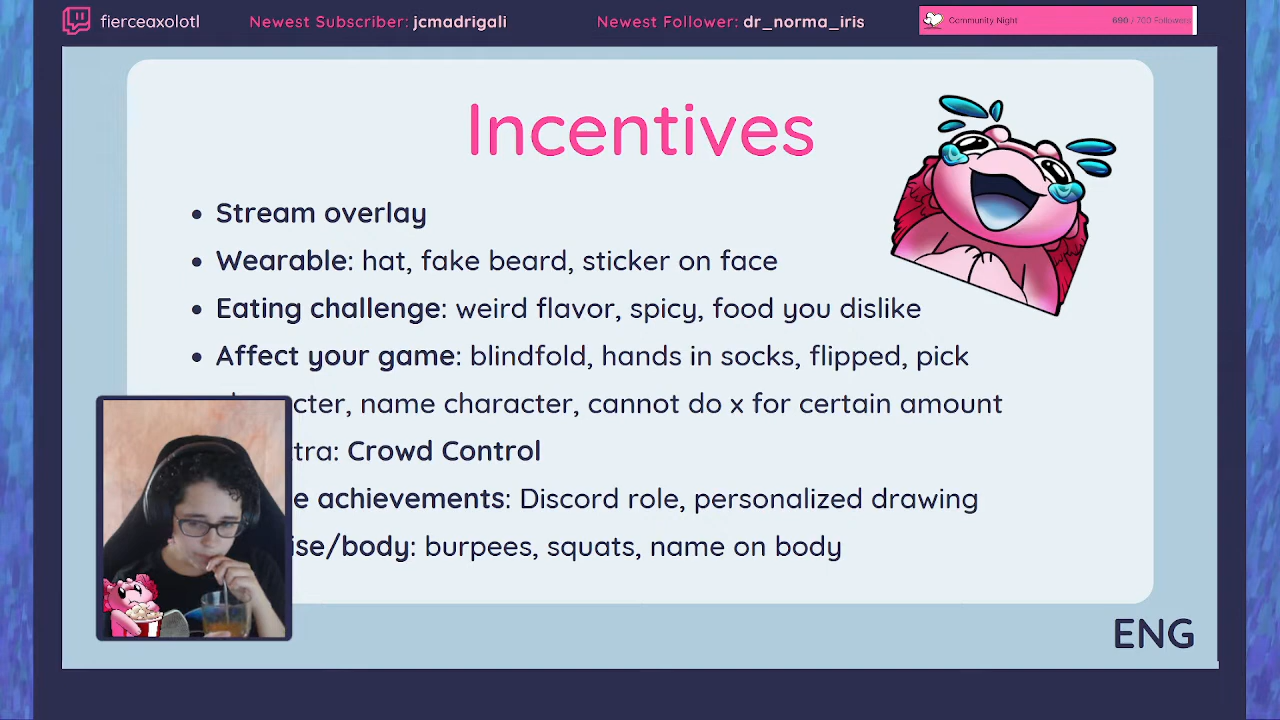 fierceaxolotl
Newest Subscriber: jcmadrigali
Newest Follower: dr_norma_iris
Community Night
690 / 700 Followers
Incentives
• Stream overlay
• Wearable: hat, fake beard, sticker on face
• Eating challenge: weird flavor, spicy, food you dislike
• Affect your game: blindfold, hands in socks, flipped, pick
cter, name character, cannot do x for certain amount
tra: Crowd Control
e achievements: Discord role, personalized drawing
ise/body: burpees, squats, name on body
ENG